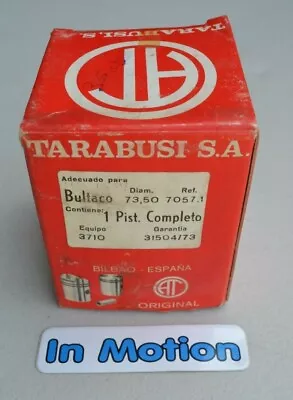 TARABUSI S.A.
TARABUSI S.A.
Adecuado para
Diam.
Ref.
Bultaco 73,50 7057.1
Contiene:
1 Pist. Completo
Equipo
Garantia
3710
31504/73
BILBAO - ESPAÑA
ORIGINAL
In Motion